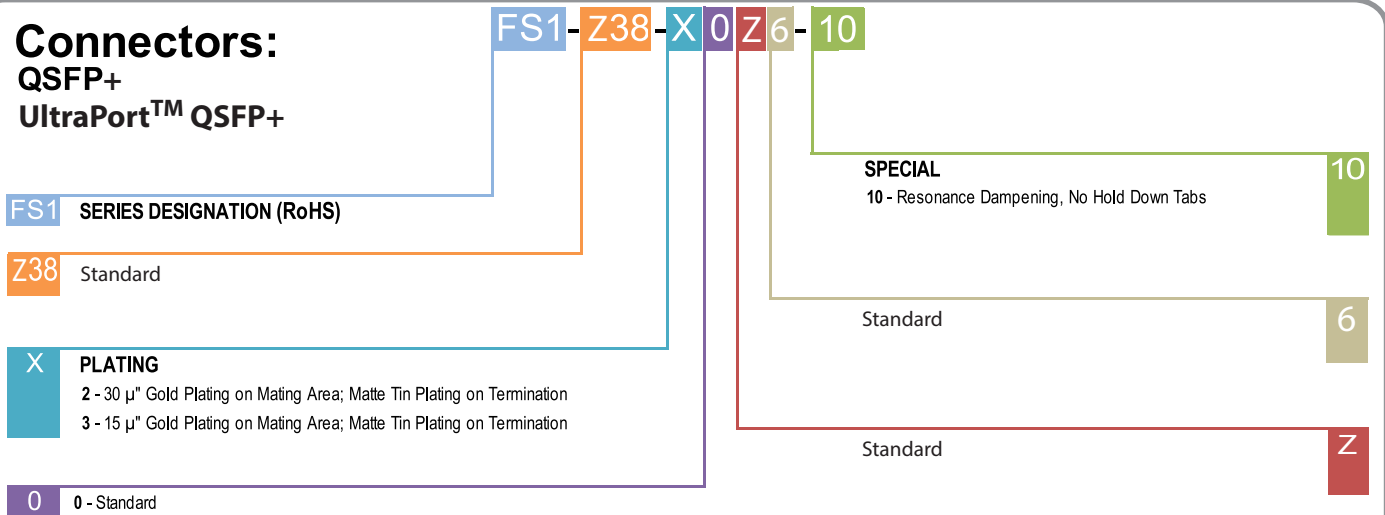 Connectors:
QSFP+
UltraPort™ QSFP+
FS1-Z38-X0Z6-10
FS1 SERIES DESIGNATION (RoHS)
Z38 Standard
X PLATING
2 - 30 µ" Gold Plating on Mating Area; Matte Tin Plating on Termination
3 - 15 µ" Gold Plating on Mating Area; Matte Tin Plating on Termination
0 0 - Standard
SPECIAL 10
10 - Resonance Dampening, No Hold Down Tabs
Standard 6
Standard Z